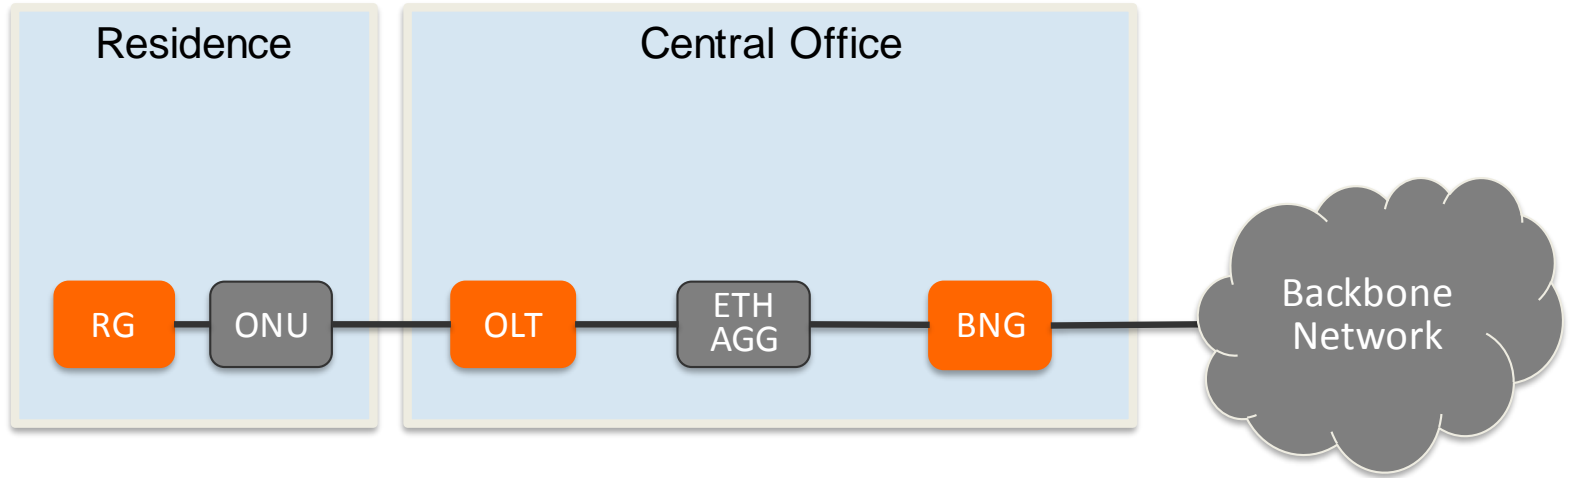 Residence
Central Office
RG
ONU
OLT
ETH
AGG
BNG
Backbone
Network